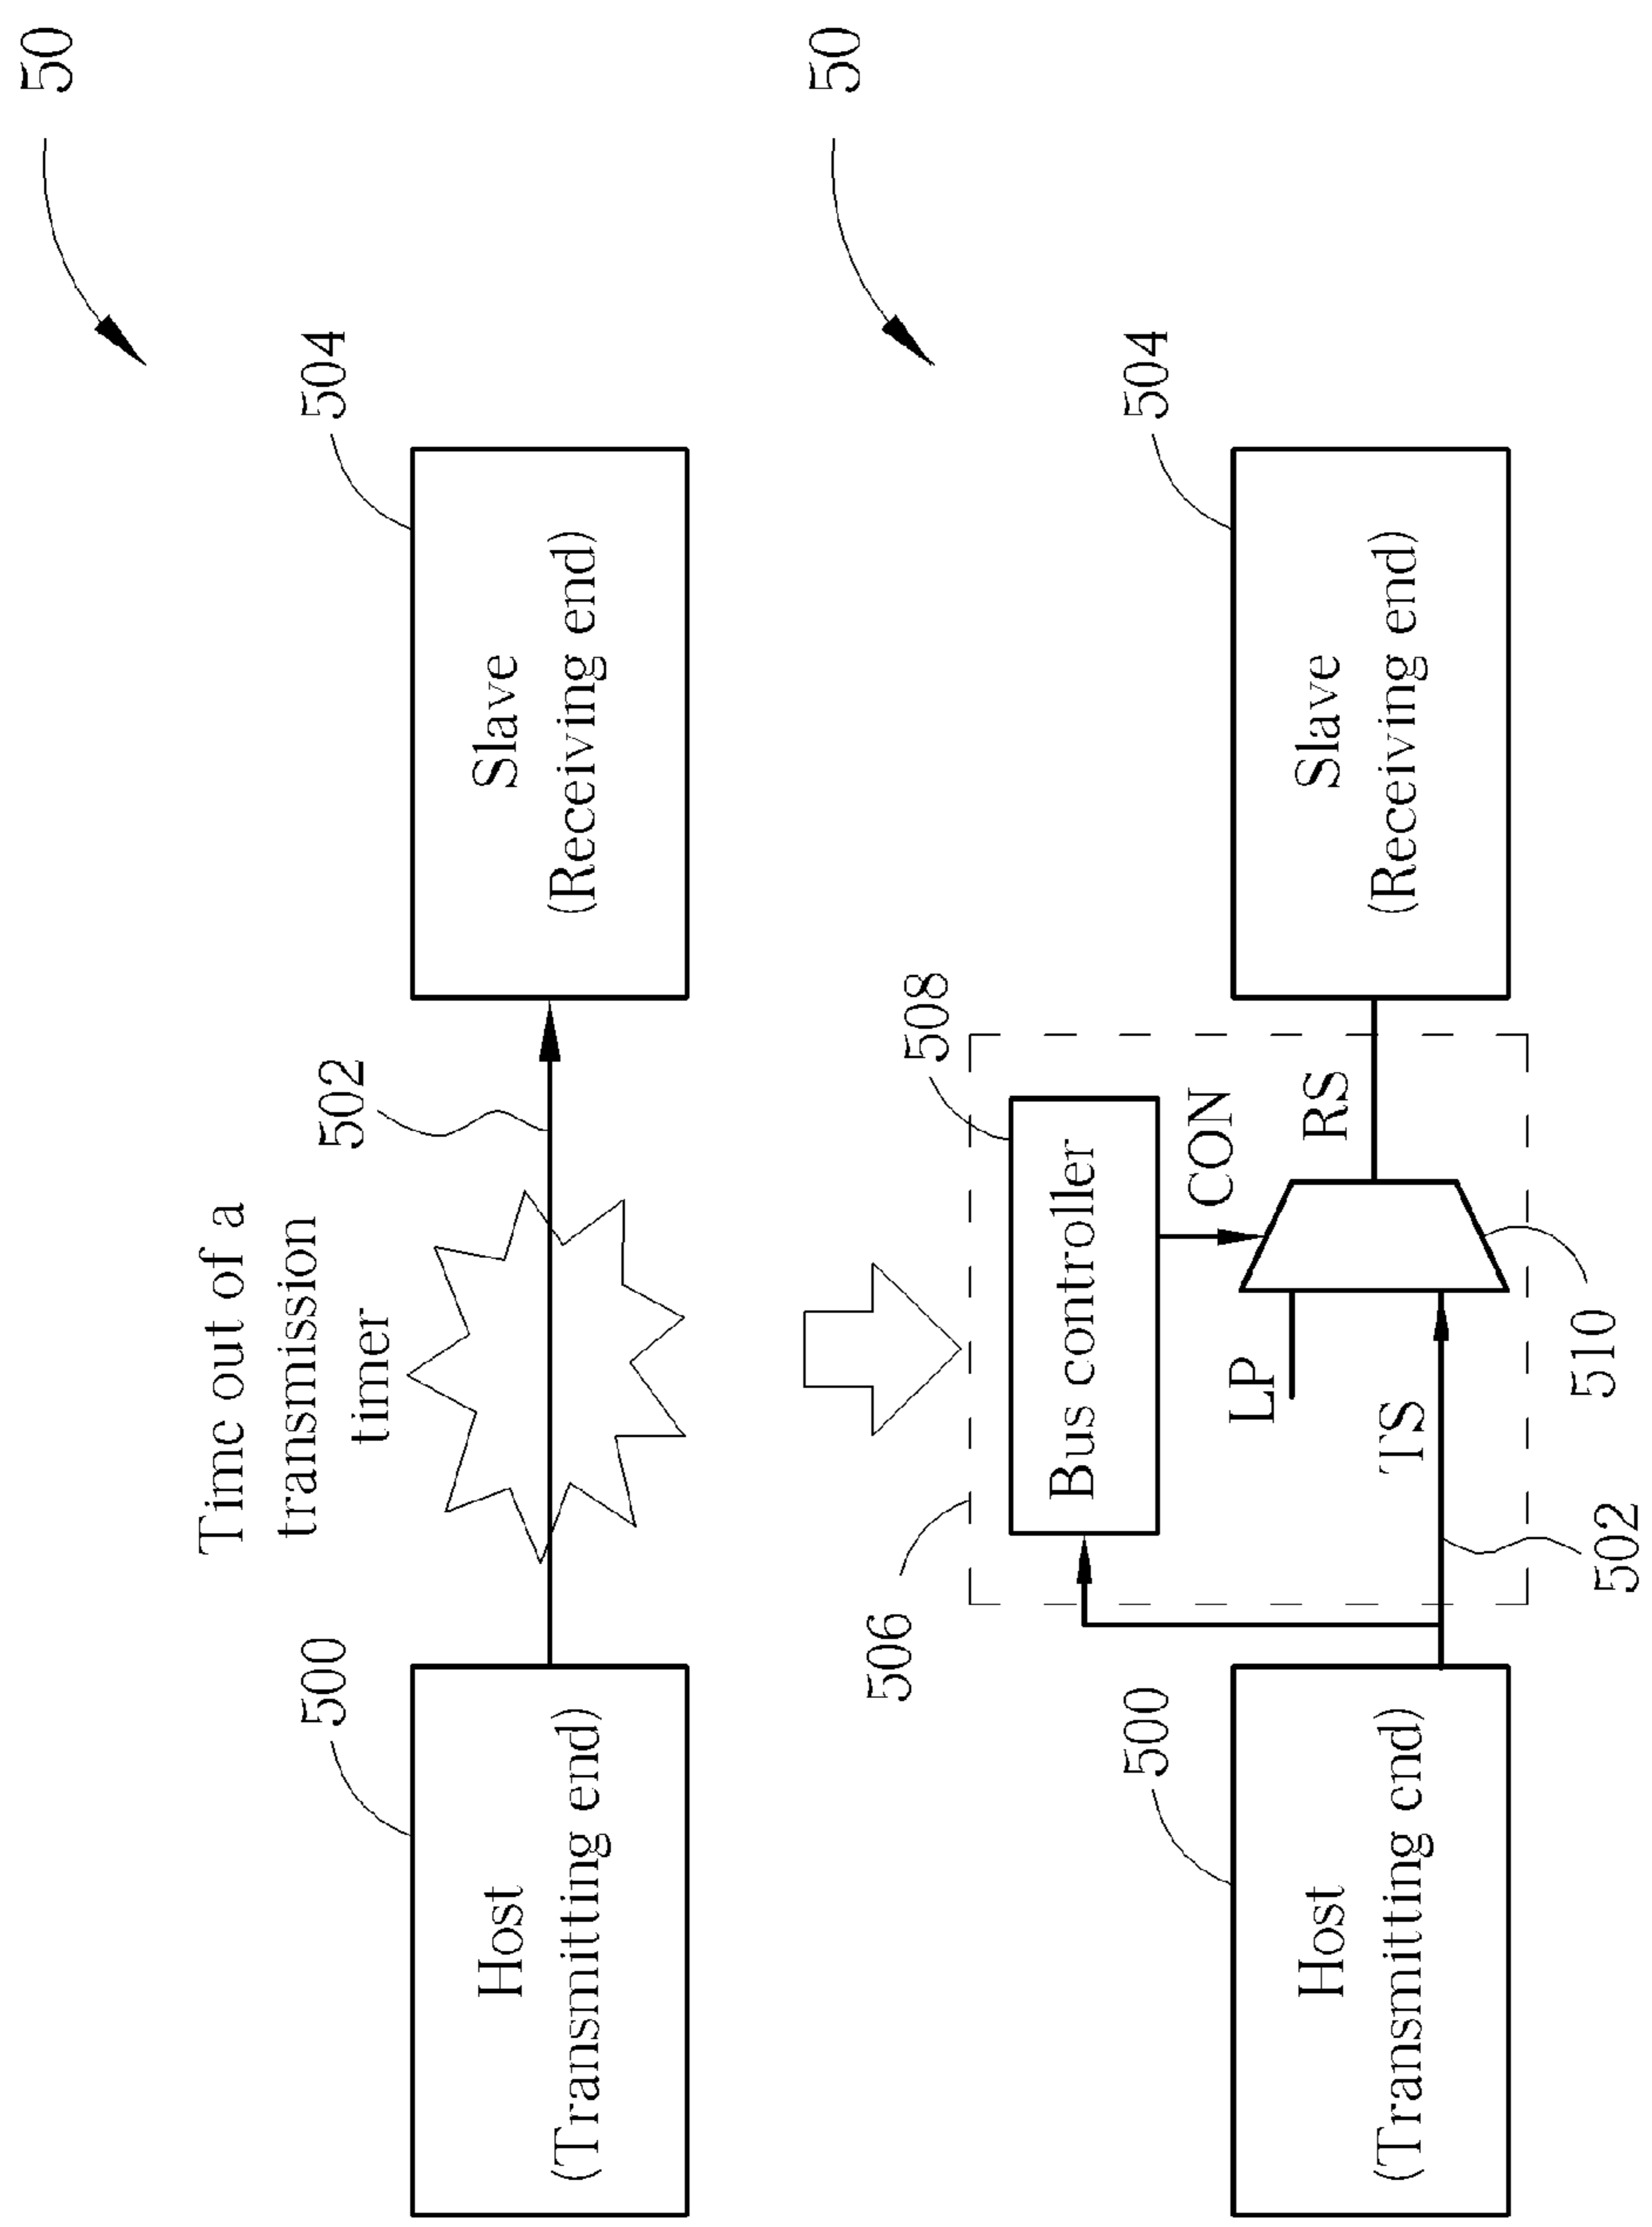 50
Time out of a
transmission
timer
500
502
504
Host
(Transmitting end)
Slave
(Receiving end)
50
506
508
Bus controller
500
504
CON
LP
RS
Host
(Transmitting end)
TS
Slave
(Receiving end)
510
502